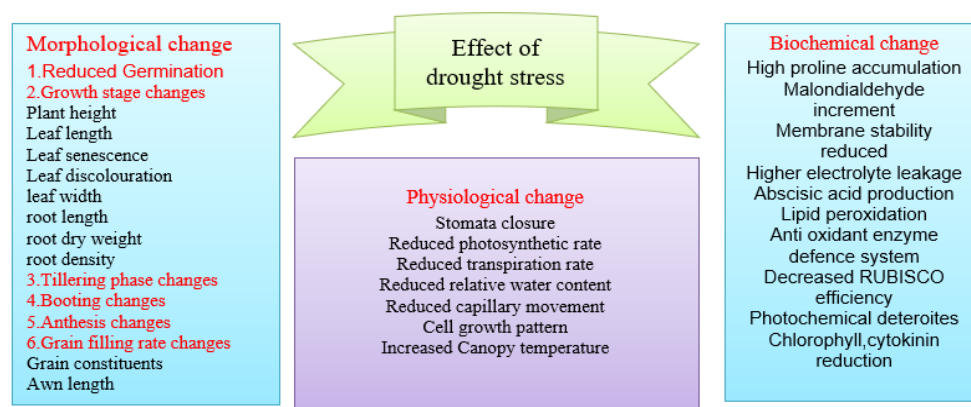 Morphological change
1.Reduced Germination
2.Growth stage changes
Plant height
Leaf length
Leaf senescence
Leaf discolouration
leaf width
root length
root dry weight
root density
3.Tillering phase changes
4.Booting changes
5.Anthesis changes
6.Grain filling rate changes
Grain constituents
Awn length
Effect of
drought stress
Physiological change
Stomata closure
Reduced photosynthetic rate
Reduced transpiration rate
Reduced relative water content
Reduced capillary movement
Cell growth pattern
Increased Canopy temperature
Biochemical change
High proline accumulation
Malondialdehyde
increment
Membrane stability
reduced
Higher electrolyte leakage
Abscisic acid production
Lipid peroxidation
Anti oxidant enzyme
defence system
Decreased RUBISCO
efficiency
Photochemical deteroites
Chlorophyll,cytokinin
reduction